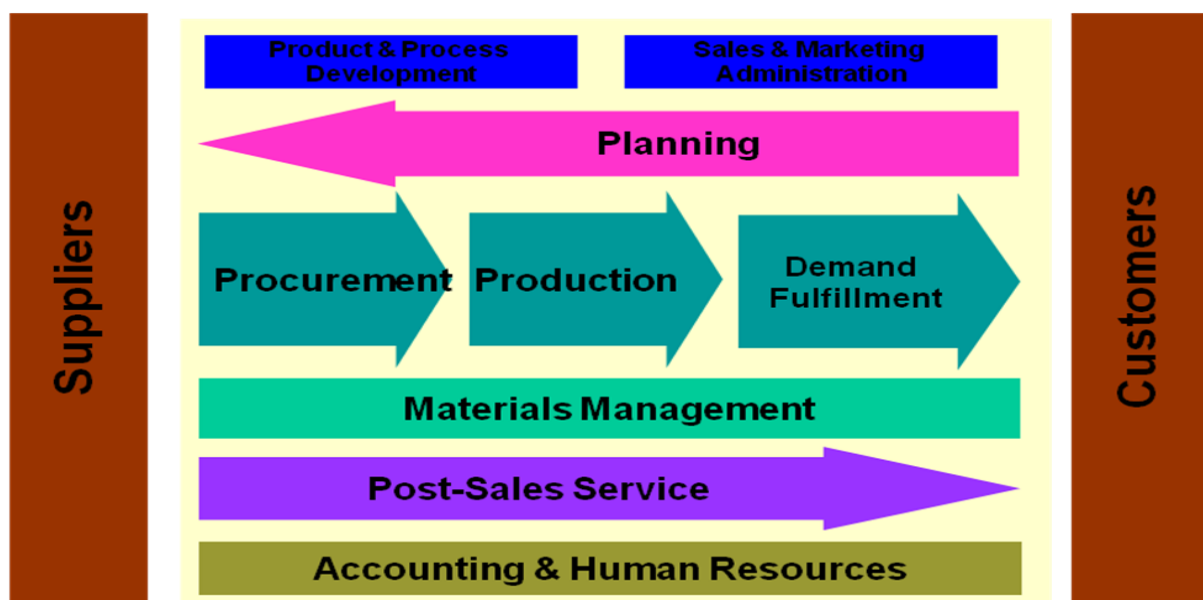 Suppliers
Product & Process
Development
Sales & Marketing
Administration
Planning
Procurement
Production
Demand
Fulfillment
Materials Management
Post-Sales Service
Accounting & Human Resources
Customers